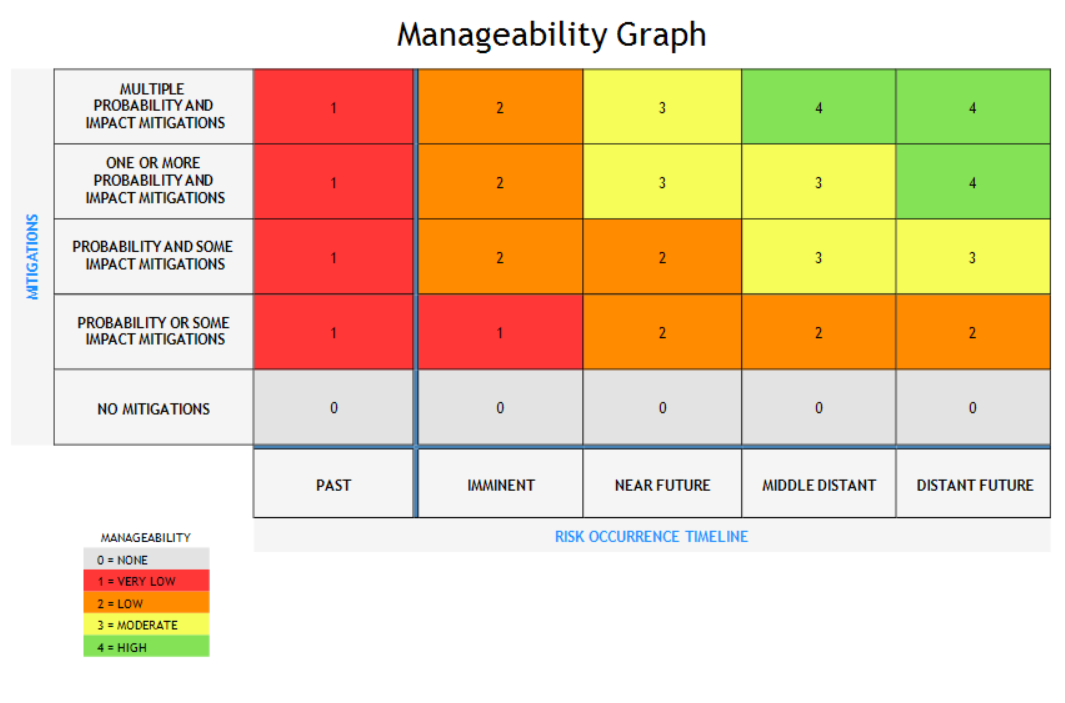 Manageability Graph
MITIGATIONS
MULTIPLE
PROBABILITY AND
IMPACT MITIGATIONS
1 2 3 4 4
ONE OR MORE
PROBABILITY AND
IMPACT MITIGATIONS
1 2 3 3 4
PROBABILITY AND SOME
IMPACT MITIGATIONS
1 2 2 3 3
PROBABILITY OR SOME
IMPACT MITIGATIONS
1 1 2 2 2
NO MITIGATIONS
0 0 0 0 0
PAST IMMINENT NEAR FUTURE MIDDLE DISTANT DISTANT FUTURE
RISK OCCURRENCE TIMELINE
MANAGEABILITY
0 = NONE
1 = VERY LOW
2 = LOW
3 = MODERATE
4 = HIGH